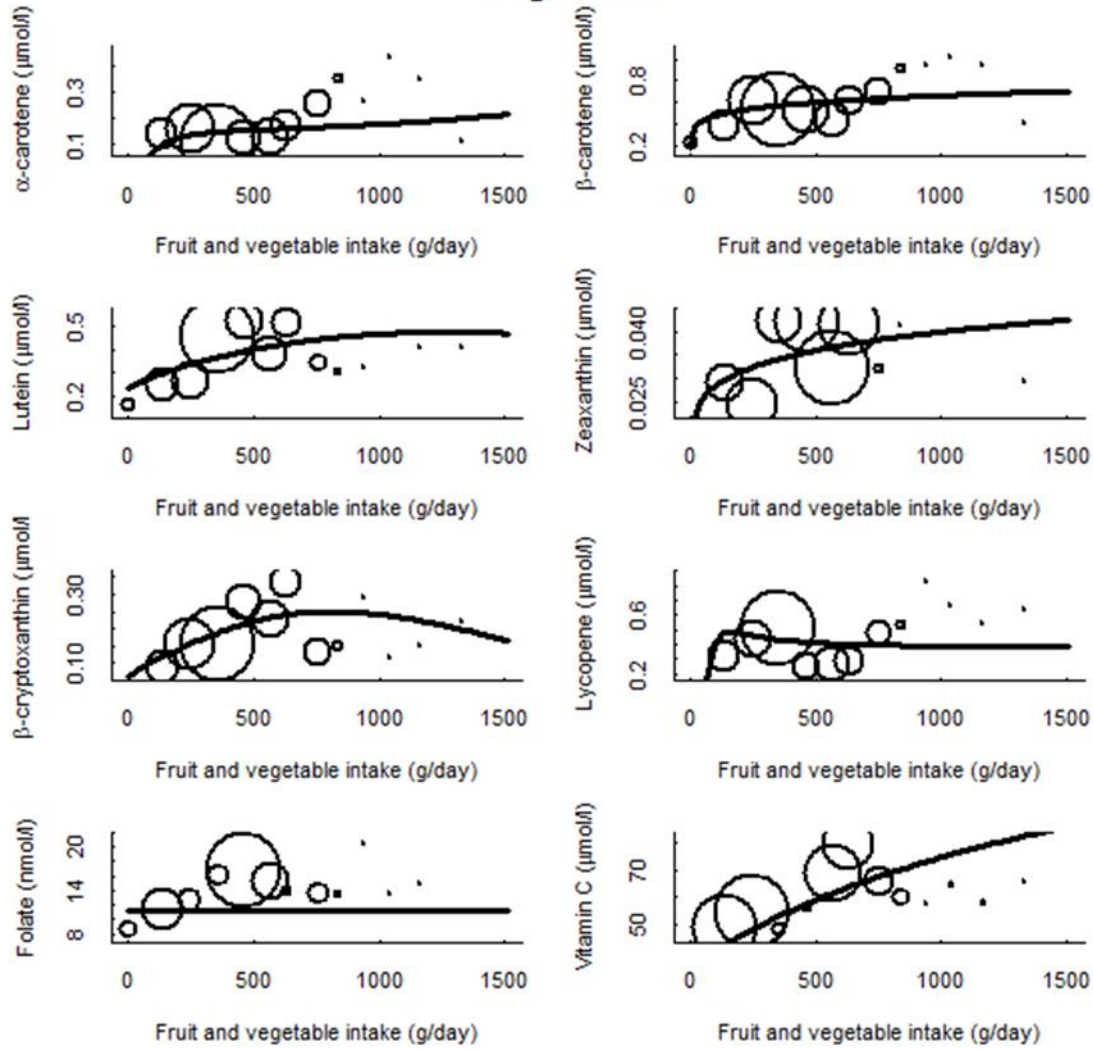 α-carotene (µmol/l)
0.1 0.3
0 500 1000 1500
Fruit and vegetable intake (g/day)
β-carotene (µmol/l)
0.2 0.8
0 500 1000 1500
Fruit and vegetable intake (g/day)
Lutein (µmol/l)
0.2 0.5
0 500 1000 1500
Fruit and vegetable intake (g/day)
Zeaxanthin (µmol/l)
0.025 0.040
0 500 1000 1500
Fruit and vegetable intake (g/day)
β-cryptoxanthin (µmol/l
0.10 0.30
0 500 1000 1500
Fruit and vegetable intake (g/day)
Lycopene (µmol/l)
0.2 0.6
0 500 1000 1500
Fruit and vegetable intake (g/day)
Folate (nmol/l)
8 14 20
0 500 1000 1500
Fruit and vegetable intake (g/day)
Vitamin C (µmol/l)
50 70
0 500 1000 1500
Fruit and vegetable intake (g/day)